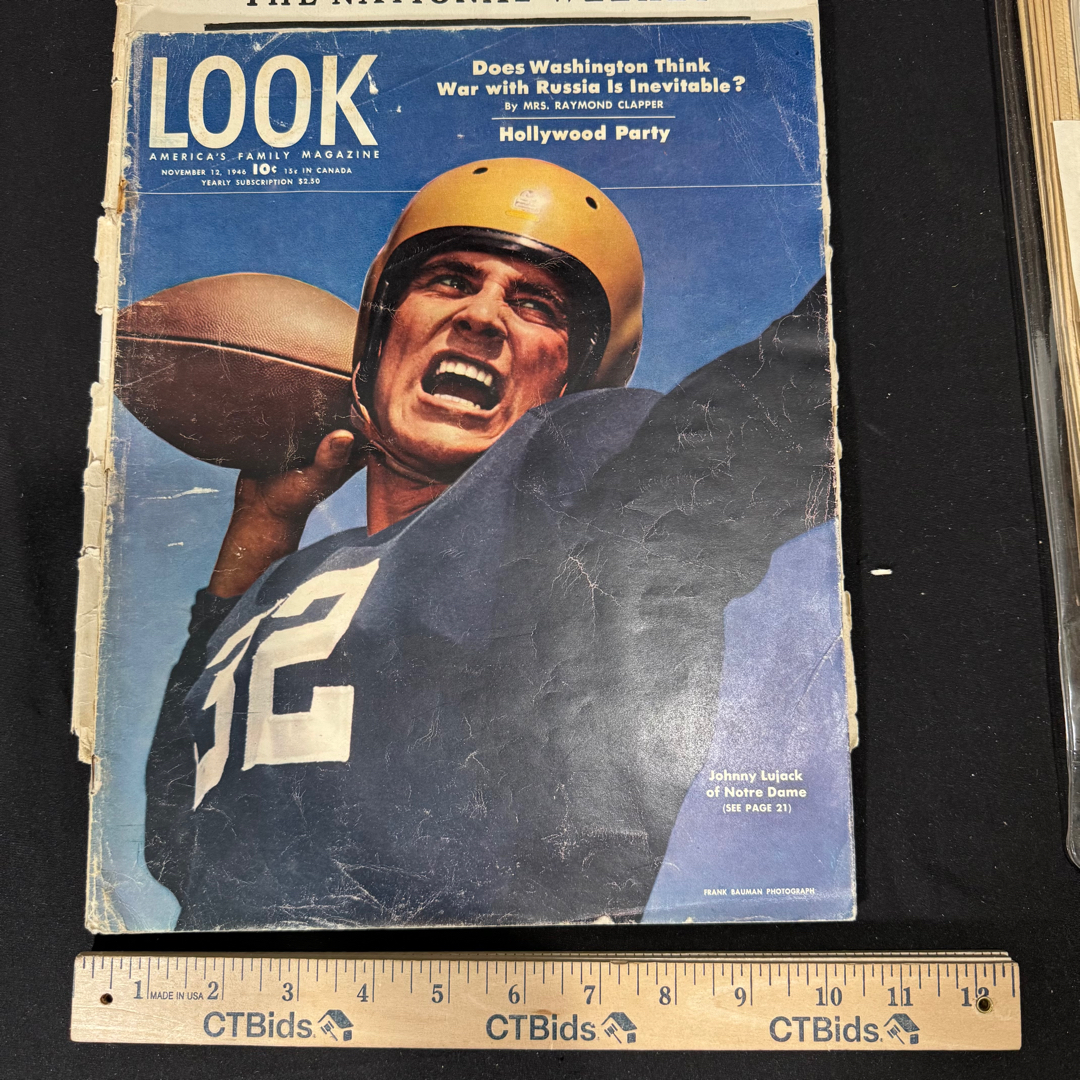 THE NATIONAL WEEKLY
LOOK
AMERICA'S FAMILY MAGAZINE
NOVEMBER 12, 1946 10¢ 15¢ IN CANADA
YEARLY SUBSCRIPTION $2.50
Does Washington Think
War with Russia Is Inevitable?
By MRS. RAYMOND CLAPPER
Hollywood Party
32
Johnny Lujack
of Notre Dame
(SEE PAGE 21)
FRANK BAUMAN PHOTOGRAPH
1 MADE IN USA 2 3 4 5 6 7 8 9 10 11 12
CTBids. CTBids. CTBids.